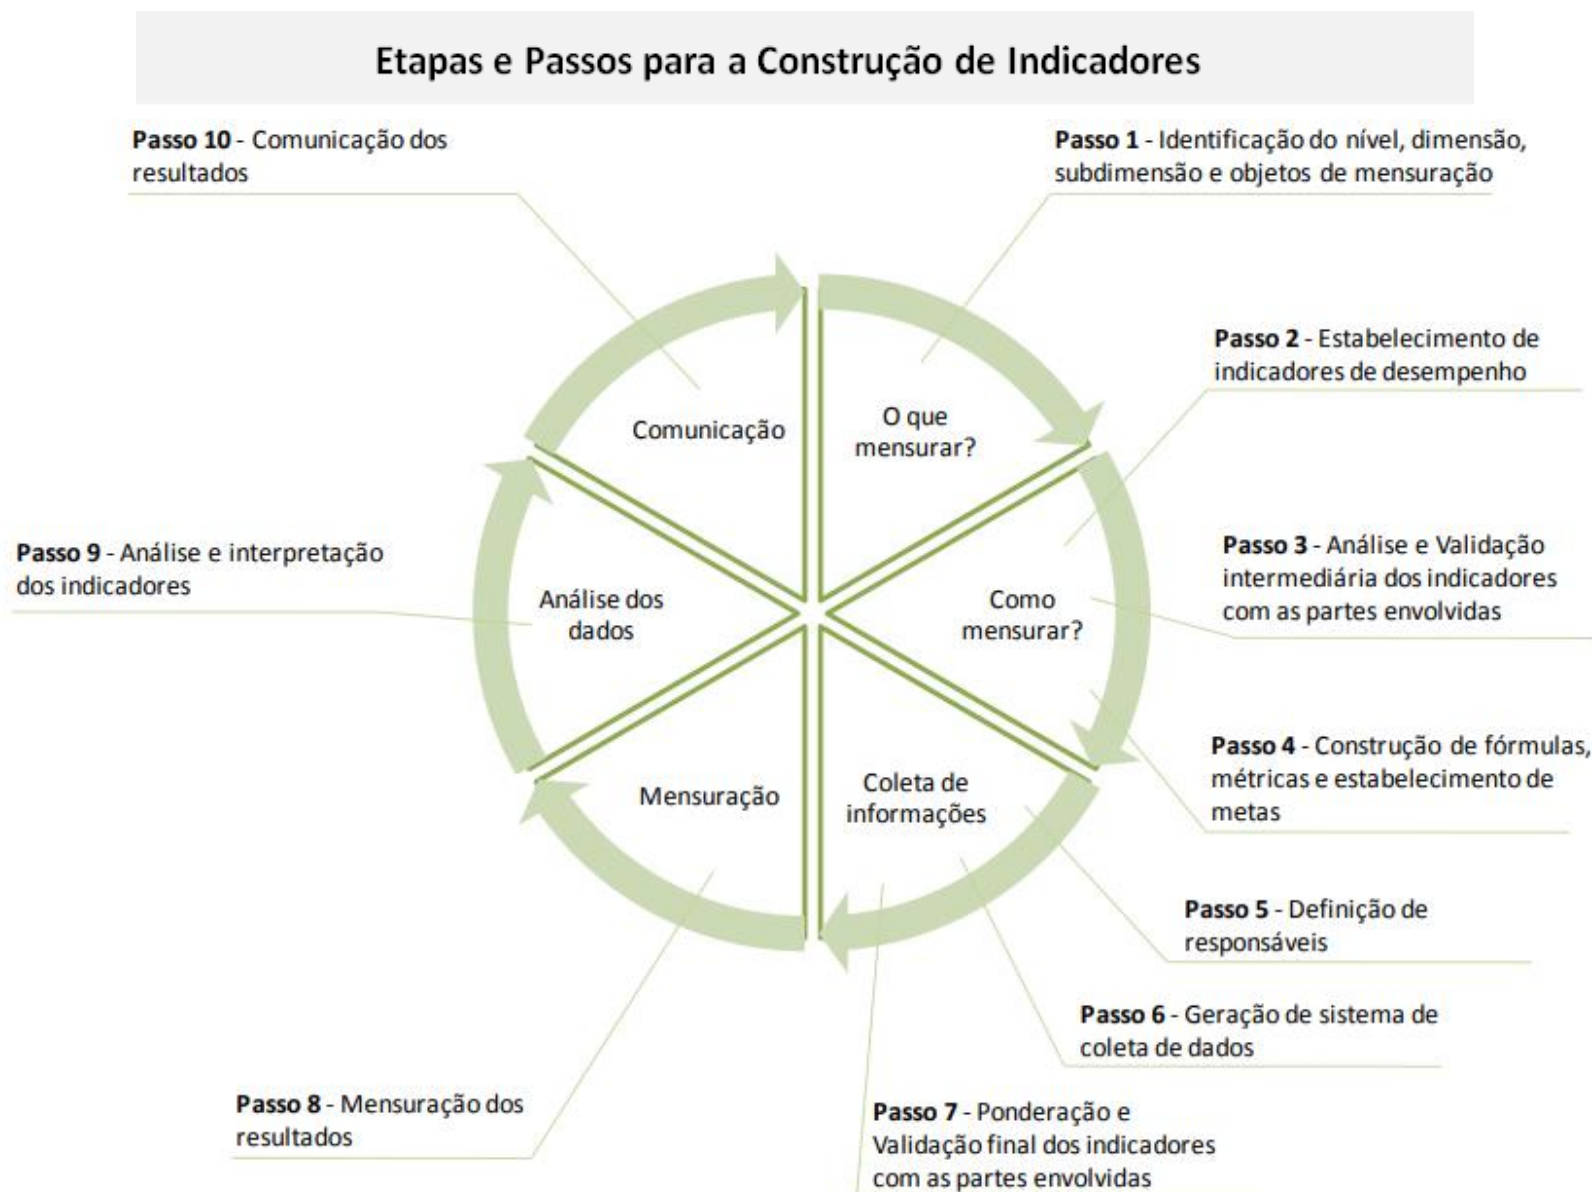 Etapas e Passos para a Construção de Indicadores
Passo 10 - Comunicação dos
resultados
Passo 1 - Identificação do nível, dimensão,
subdimensão e objetos de mensuração
Passo 2 - Estabelecimento de
indicadores de desempenho
Comunicação
O que
mensurar?
Passo 9 - Análise e interpretação
dos indicadores
Passo 3 - Análise e Validação
intermediária dos indicadores
com as partes envolvidas
Análise dos
dados
Como
mensurar?
Passo 4 - Construção de fórmulas,
métricas e estabelecimento de
metas
Mensuração
Coleta de
informações
Passo 5 - Definição de
responsáveis
Passo 6 - Geração de sistema de
coleta de dados
Passo 8 - Mensuração dos
resultados
Passo 7 - Ponderação e
Validação final dos indicadores
com as partes envolvidas